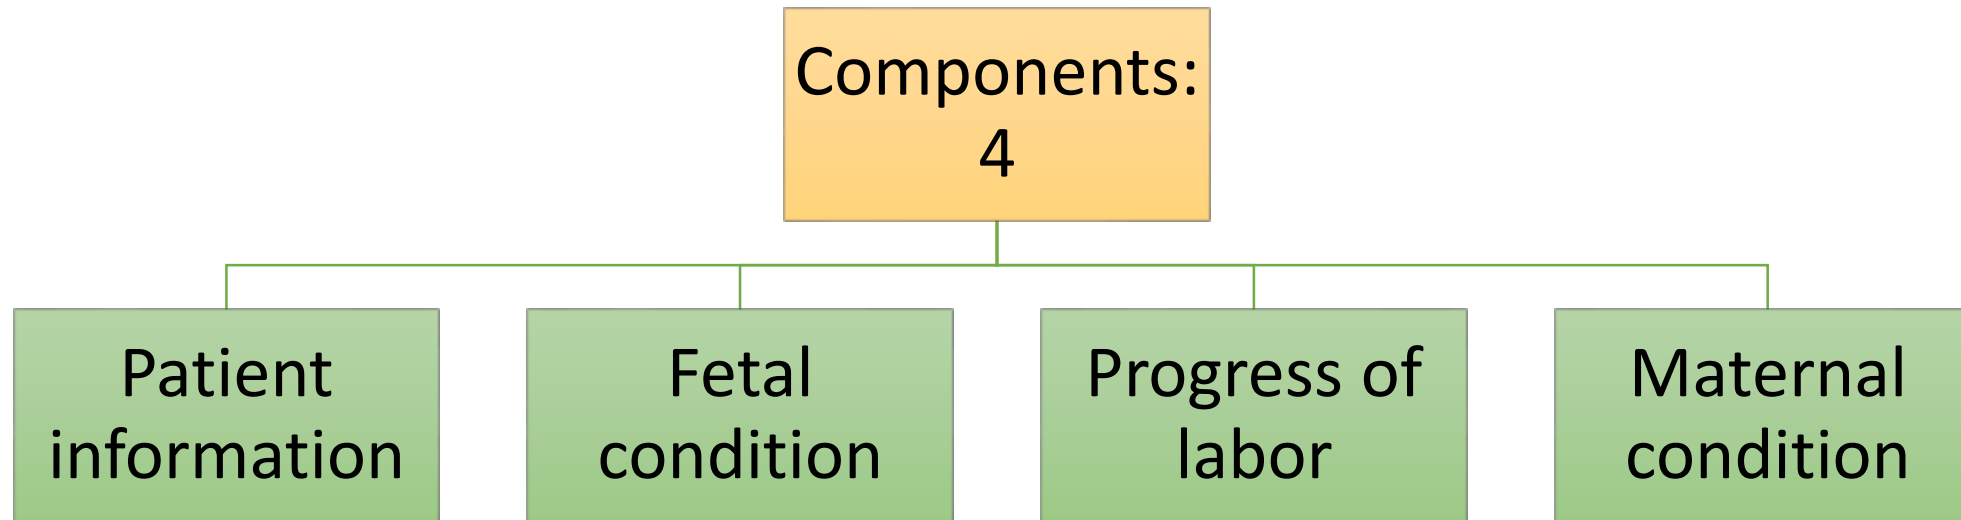 Components:
4
Patient
information
Fetal
condition
Progress of
labor
Maternal
condition